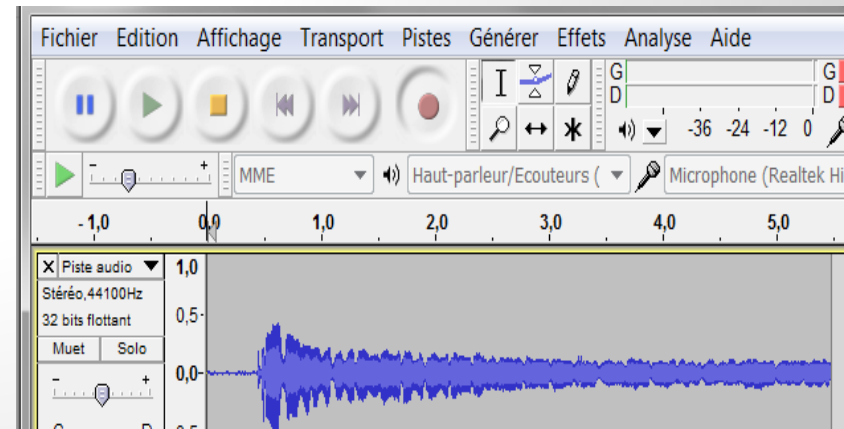 Fichier Edition Affichage Transport Pistes Générer Effets Analyse Aide
G G
D D
-36 -24 -12 0
- + MME Haut-parleur/Ecouteurs ( Microphone (Realtek Hi
- 1,0 0,0 1,0 2,0 3,0 4,0 5,0
X Piste audio 1,0
Stéréo,44100Hz
32 bits flottant 0,5-
Muet Solo
- + 0,0-